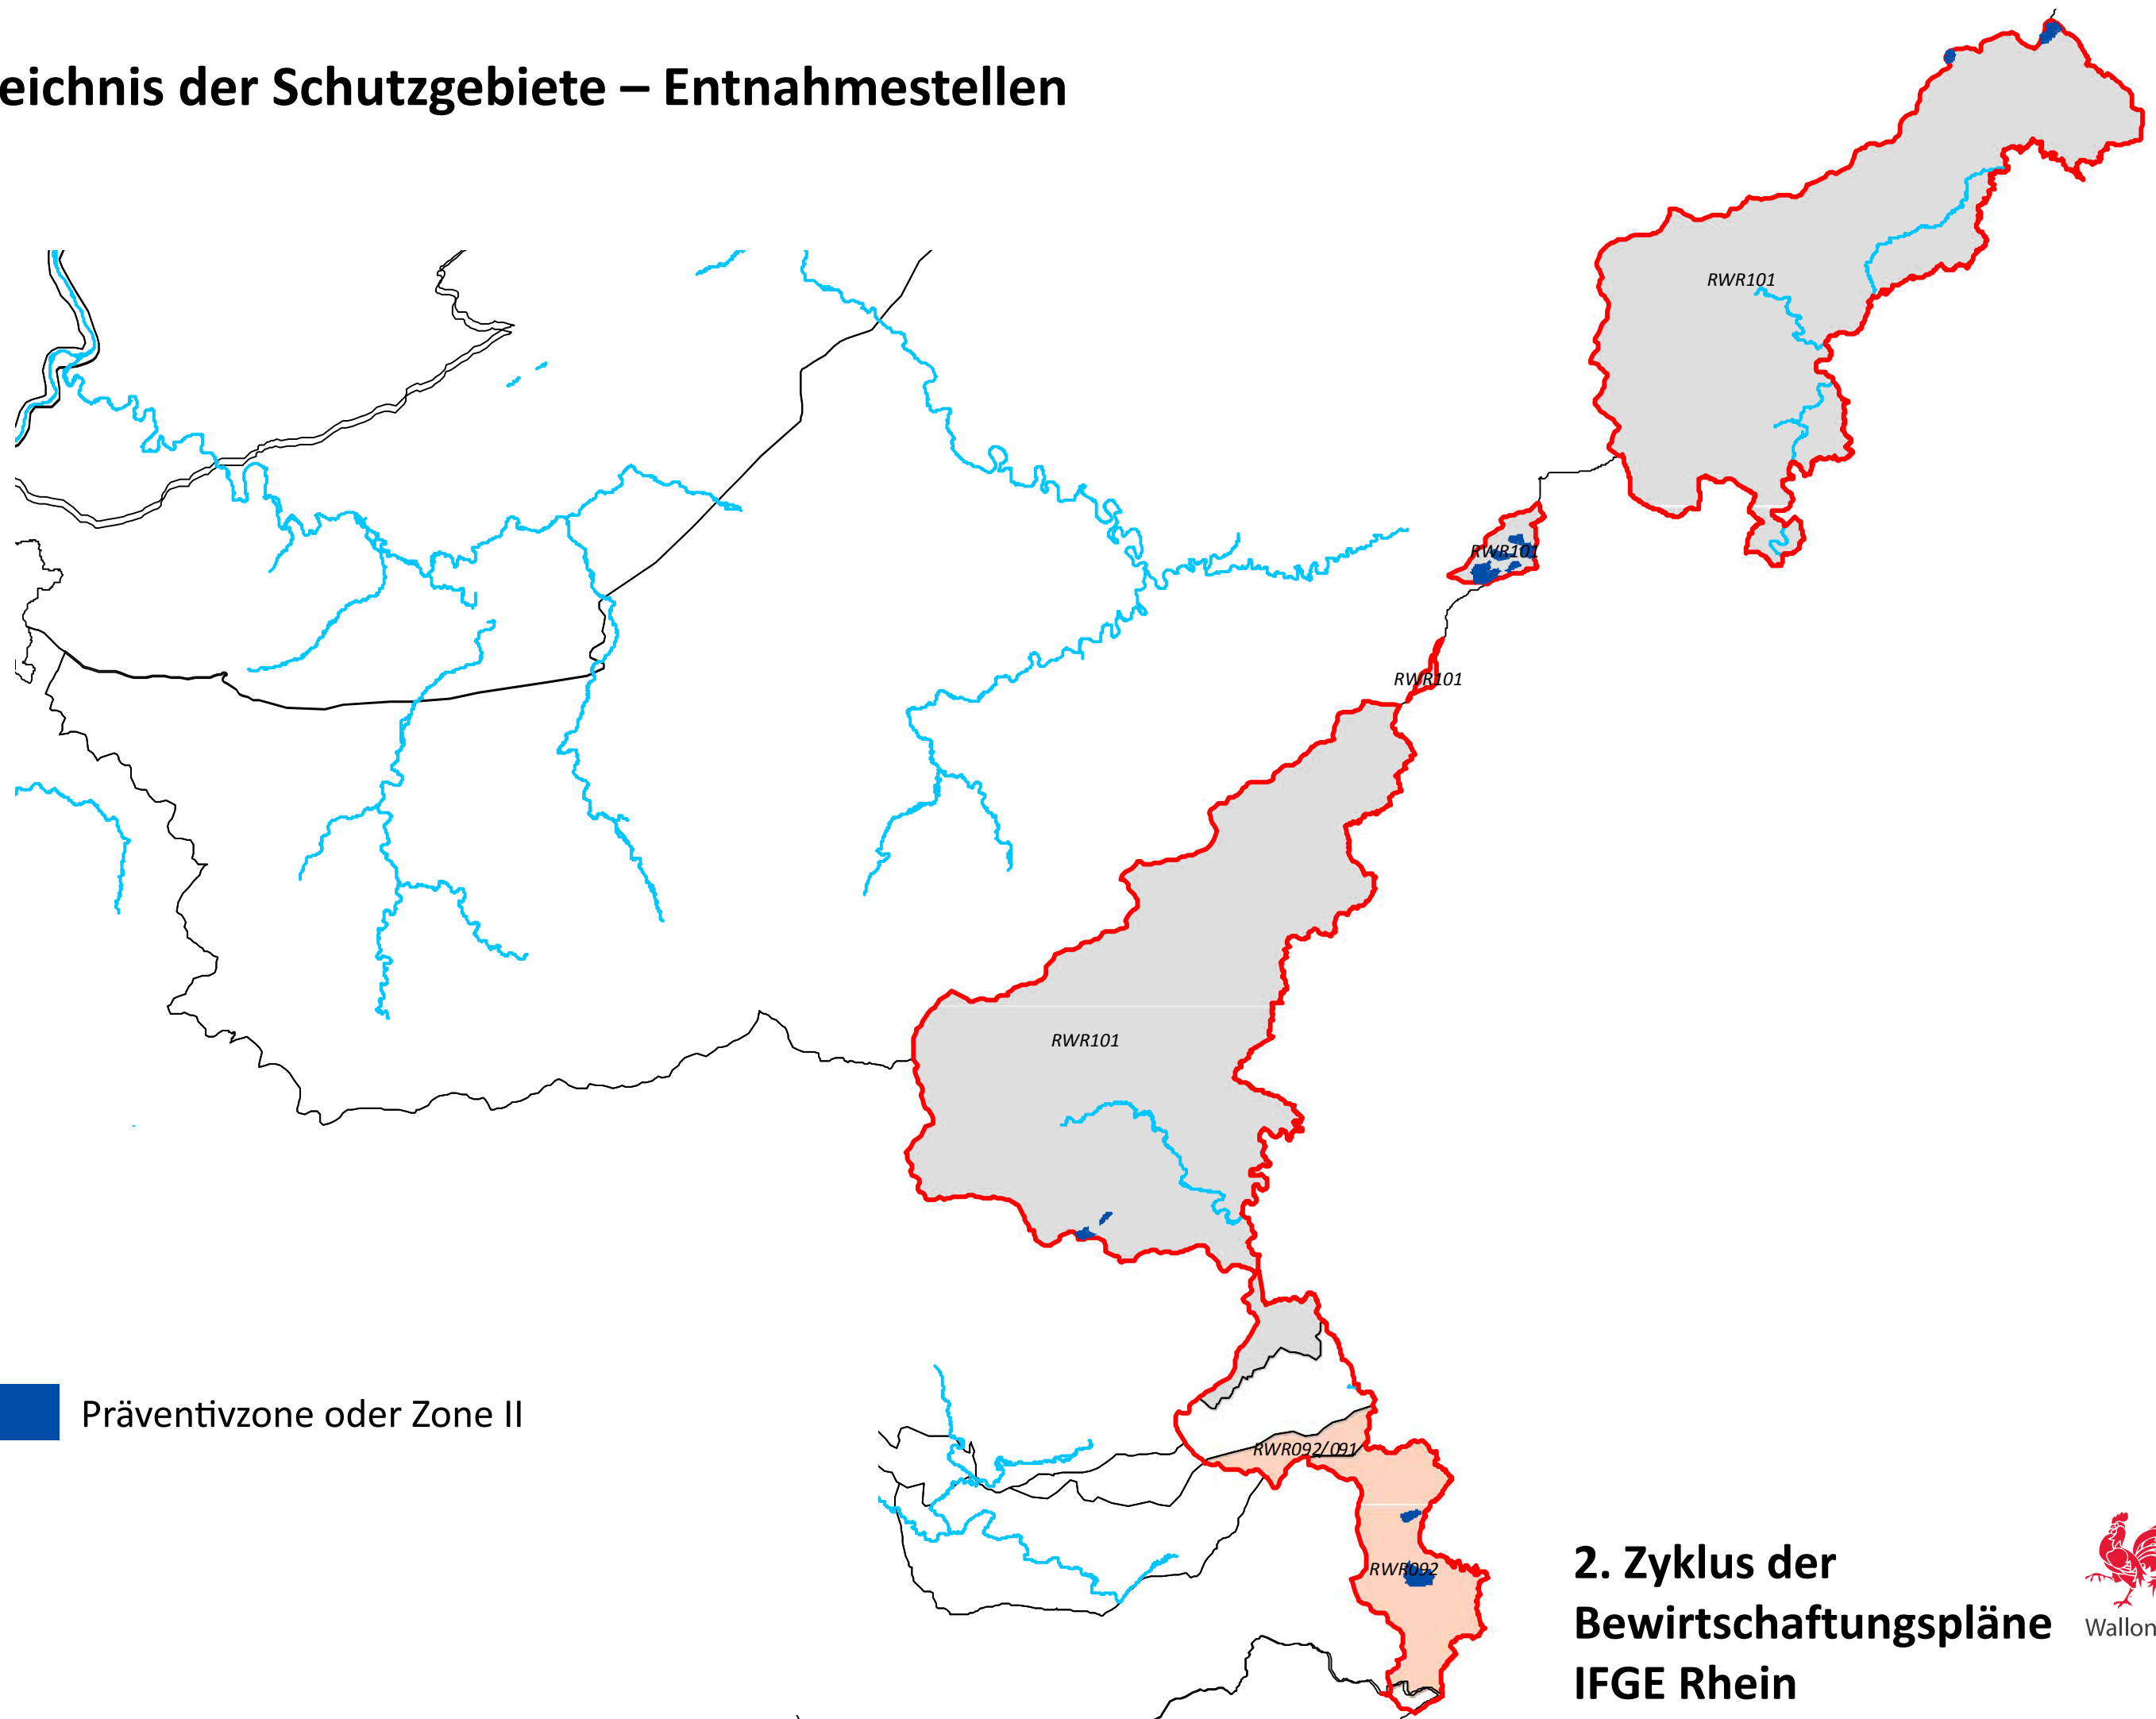 eichnis der Schutzgebiete – Entnahmestellen
RWR101
RWR101
RWR101
RWR101
RWR092/091
RWR092
Präventivzone oder Zone II
2. Zyklus der
Bewirtschaftungspläne
IFGE Rhein
Wallon